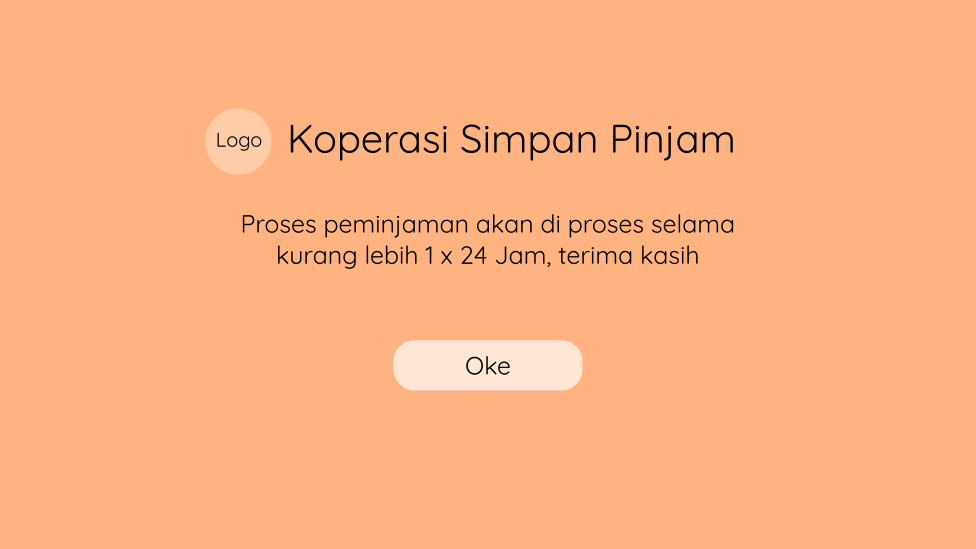 Logo
Koperasi Simpan Pinjam
Proses peminjaman akan di proses selama
kurang lebih 1 x 24 Jam, terima kasih
Oke